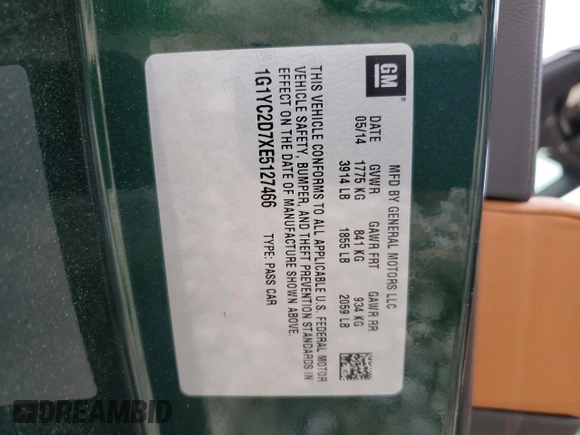 GM
®
MFD BY GENERAL MOTORS LLC
DATE GVWR GAWR FRT GAWR RR
05/14 1775 KG 841 KG 934 KG
3914 LB 1855 LB 2059 LB
THIS VEHICLE CONFORMS TO ALL APPLICABLE U.S. FEDERAL MOTOR
VEHICLE SAFETY, BUMPER, AND THEFT PREVENTION STANDARDS IN
EFFECT ON THE DATE OF MANUFACTURE SHOWN ABOVE.
1G1YC2D7XE5127466 TYPE: PASS CAR
DREAMBID